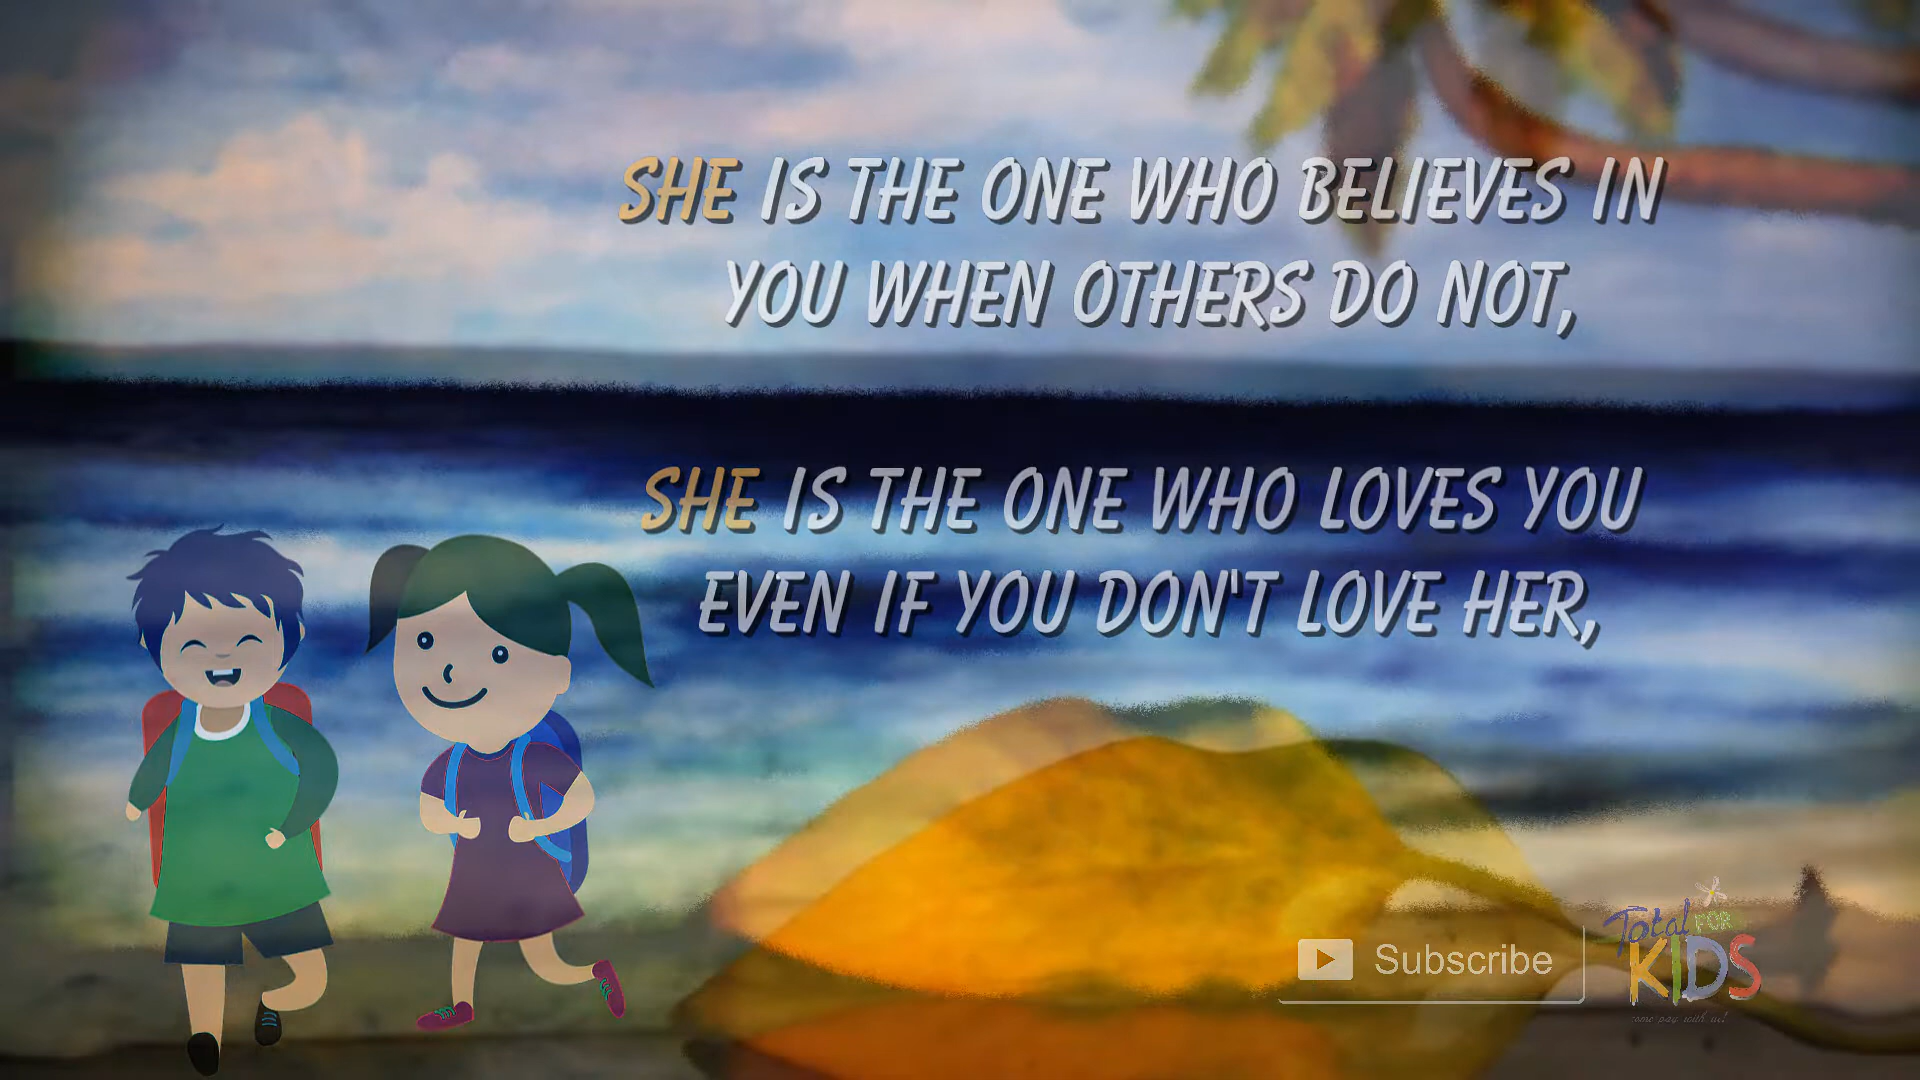 SHE IS THE ONE WHO BELIEVES IN
YOU WHEN OTHERS DO NOT,
SHE IS THE ONE WHO LOVES YOU
EVEN IF YOU DON'T LOVE HER,
Subscribe
Total FOR
KIDS